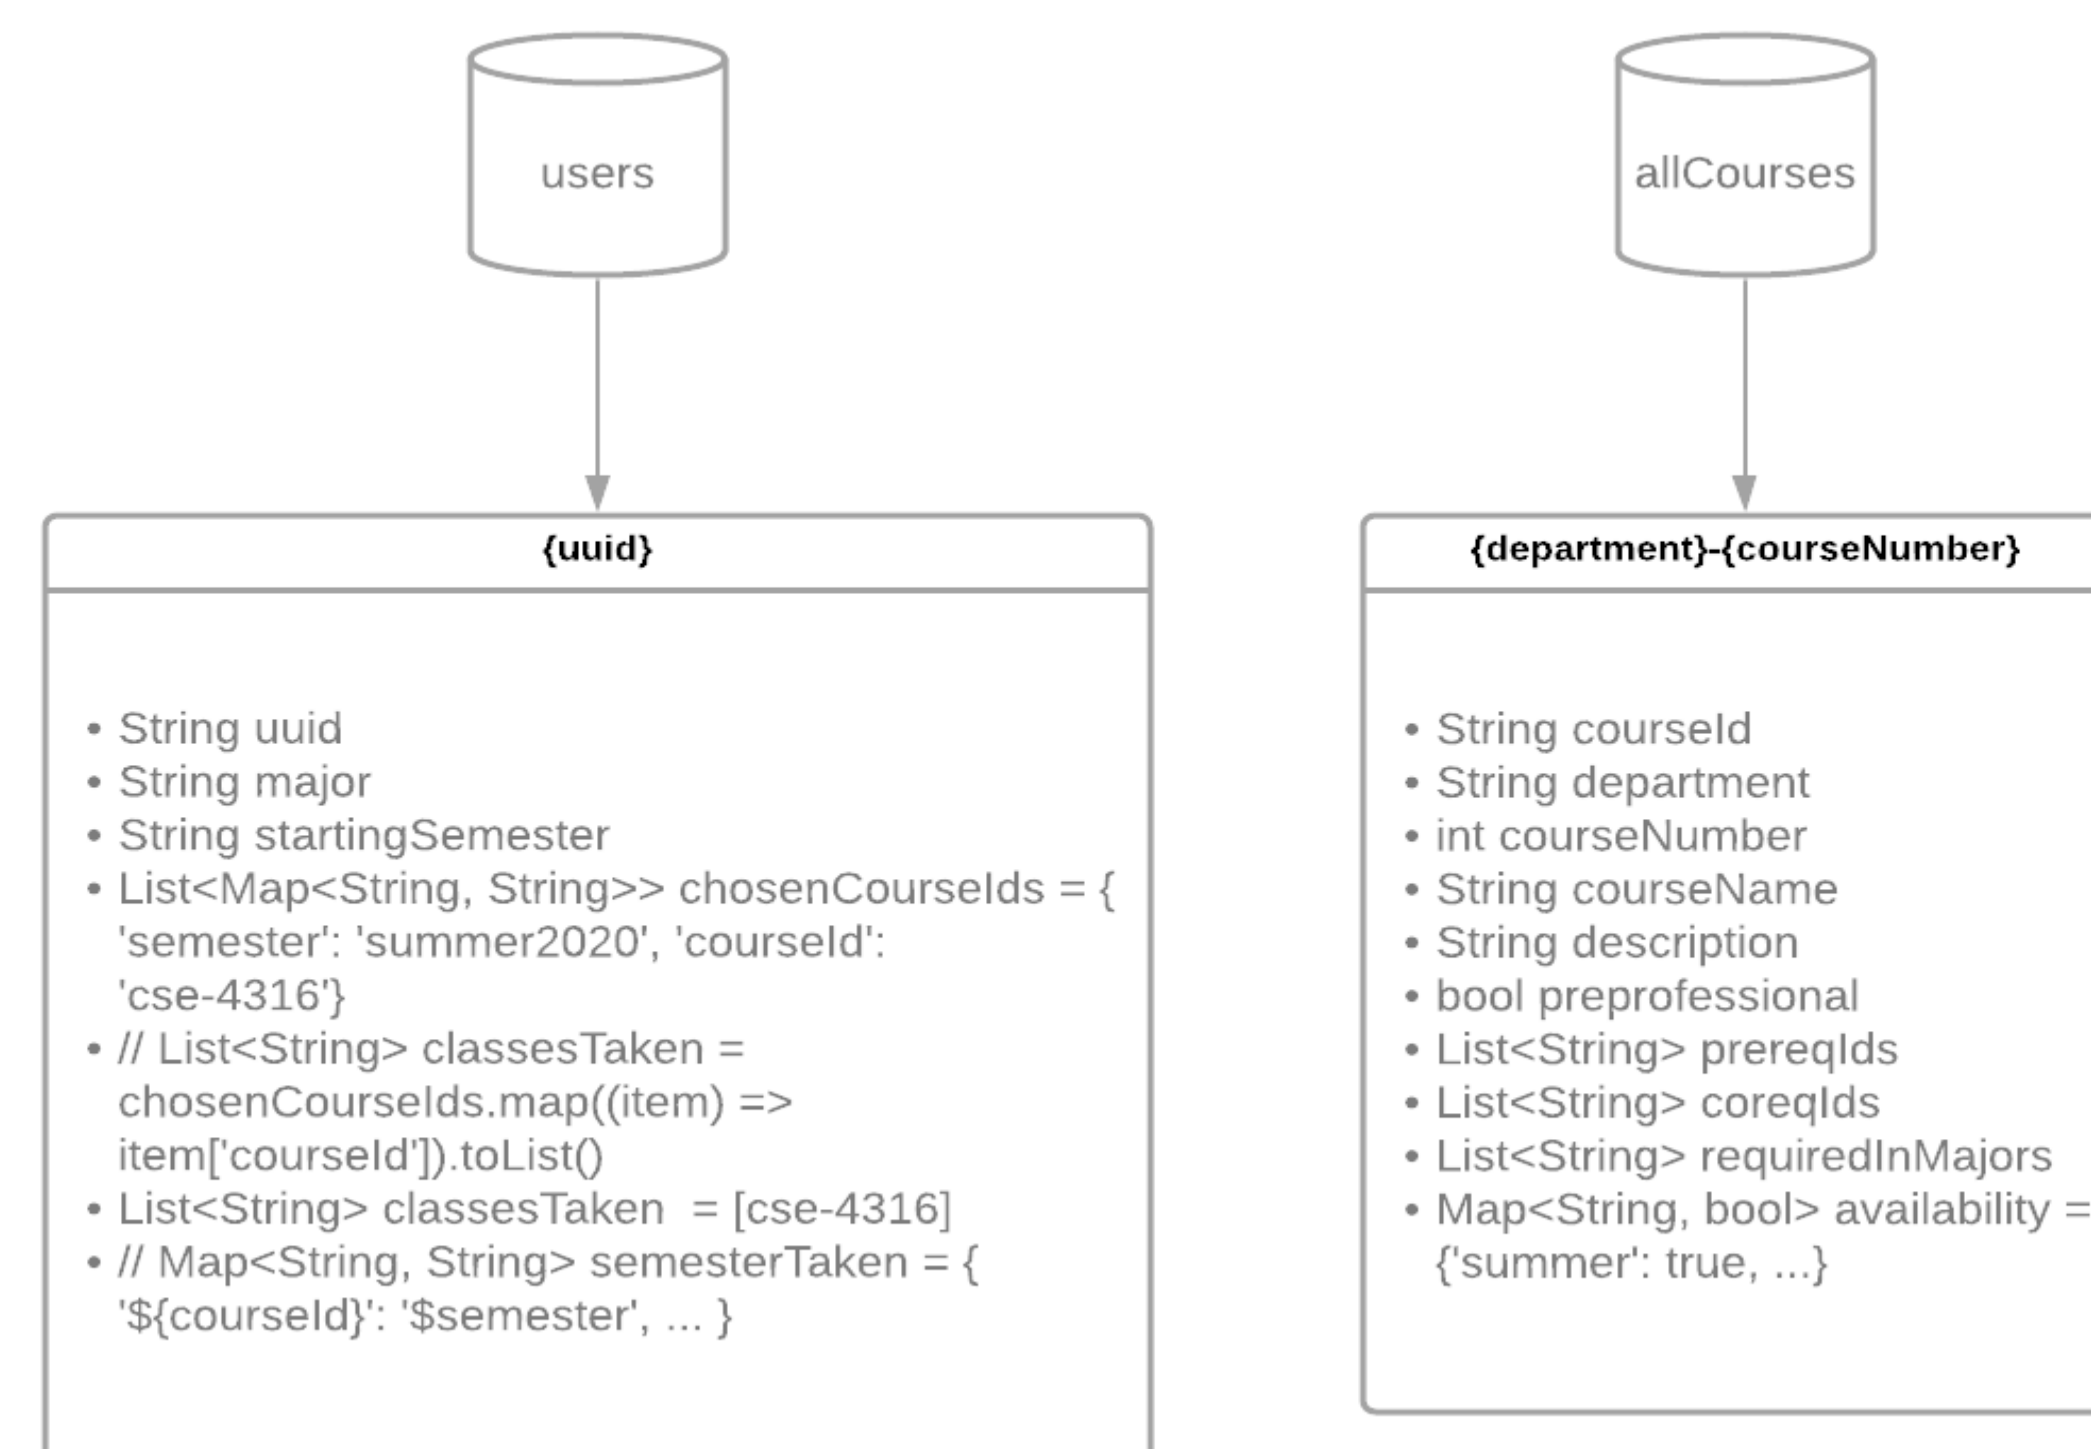 users
allCourses
{uuid}
• String uuid
• String major
• String startingSemester
• List<Map<String, String>> chosenCourseIds = {
'semester': 'summer2020', 'courseId':
'cse-4316'}
• // List<String> classesTaken =
chosenCourseIds.map((item) =>
item['courseId']).toList()
• List<String> classesTaken  = [cse-4316]
• // Map<String, String> semesterTaken = {
'${courseId}': '$semester', ... }
{department}-{courseNumber}
• String courseId
• String department
• int courseNumber
• String courseName
• String description
• bool preprofessional
• List<String> prereqIds
• List<String> coreqIds
• List<String> requiredInMajors
• Map<String, bool> availability =
{'summer': true, ...}